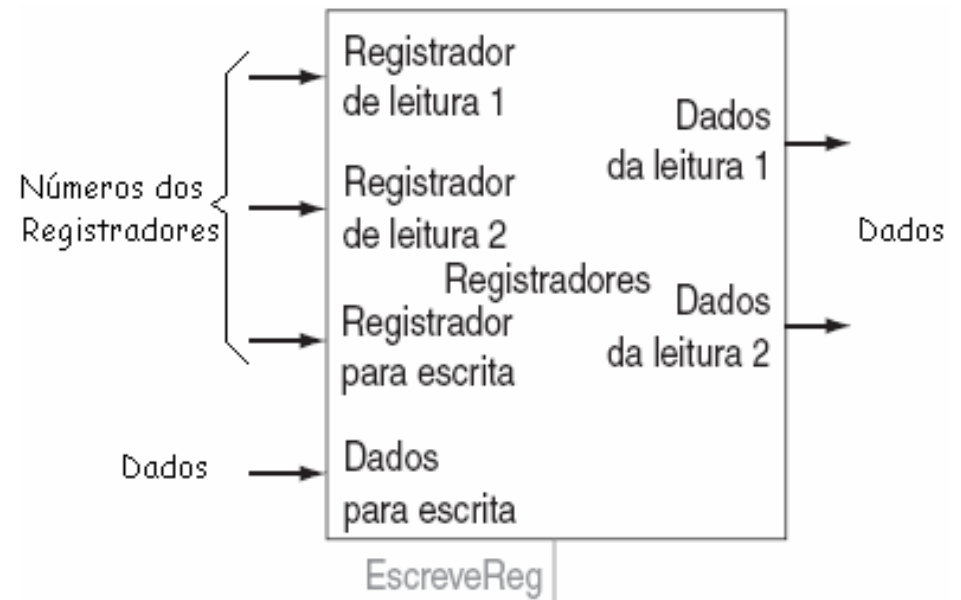 Números dos
Registradores
Dados
Registrador
de leitura 1
Registrador
de leitura 2
Registradores
Registrador
para escrita
Dados
para escrita
Dados
da leitura 1
Dados
da leitura 2
Dados
EscreveReg